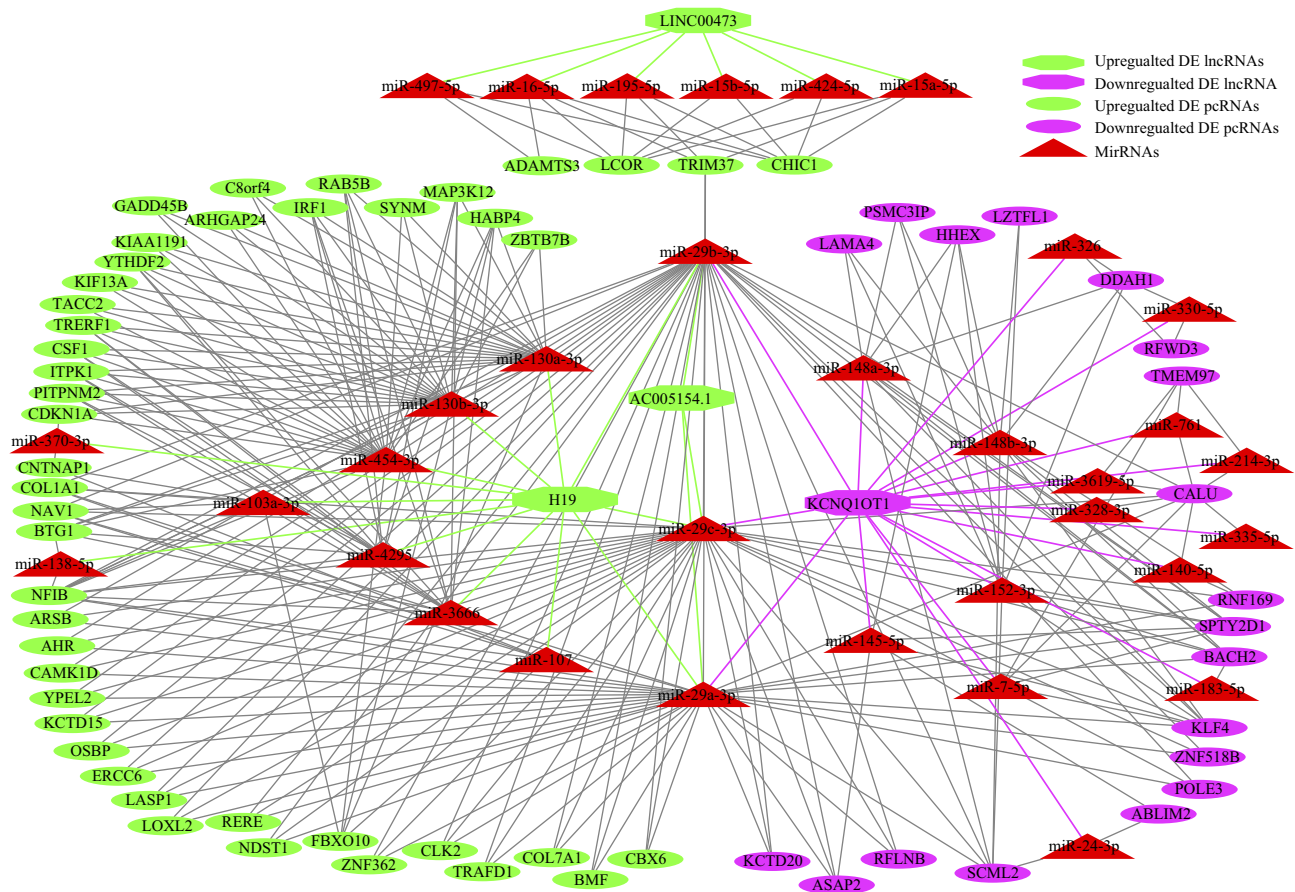 LINC00473
miR-497-5p
miR-16-5p
miR-195-5p
miR-15b-5p
miR-424-5p
miR-15a-5p
Upregualted DE lncRNAs
Downregualted DE lncRNA
Upregualted DE pcRNAs
Downregualted DE pcRNAs
MirRNAs
ADAMTS3
LCOR
TRIM37
CHIC1
C8orf4
RAB5B
MAP3K12
GADD45B
ARHGAP24
IRF1
SYNM
HABP4
ZBTB7B
KIAA1191
YTHDF2
KIF13A
TACC2
TRERF1
CSF1
ITPK1
PITPNM2
CDKN1A
miR-370-3p
CNTNAP1
COL1A1
NAV1
BTG1
miR-138-5p
NFIB
ARSB
AHR
CAMK1D
YPEL2
KCTD15
OSBP
ERCC6
LASP1
LOXL2
RERE
NDST1
FBXO10
ZNF362
CLK2
TRAFD1
COL7A1
BMF
CBX6
miR-29b-3p
miR-130a-3p
miR-130b-3p
miR-454-3p
miR-103a-3p
miR-4295
miR-3666
miR-107
H19
AC005154.1
miR-29c-3p
miR-29a-3p
PSMC3IP
LZTFL1
LAMA4
HHEX
miR-326
DDAH1
miR-330-5p
RFWD3
TMEM97
miR-148a-3p
miR-148b-3p
miR-761
miR-214-3p
miR-3619-5p
CALU
KCNQ1OT1
miR-328-3p
miR-335-5p
miR-140-5p
miR-152-3p
RNF169
SPTY2D1
BACH2
miR-145-5p
miR-7-5p
miR-183-5p
KLF4
ZNF518B
POLE3
ABLIM2
miR-24-3p
KCTD20
ASAP2
RFLNB
SCML2